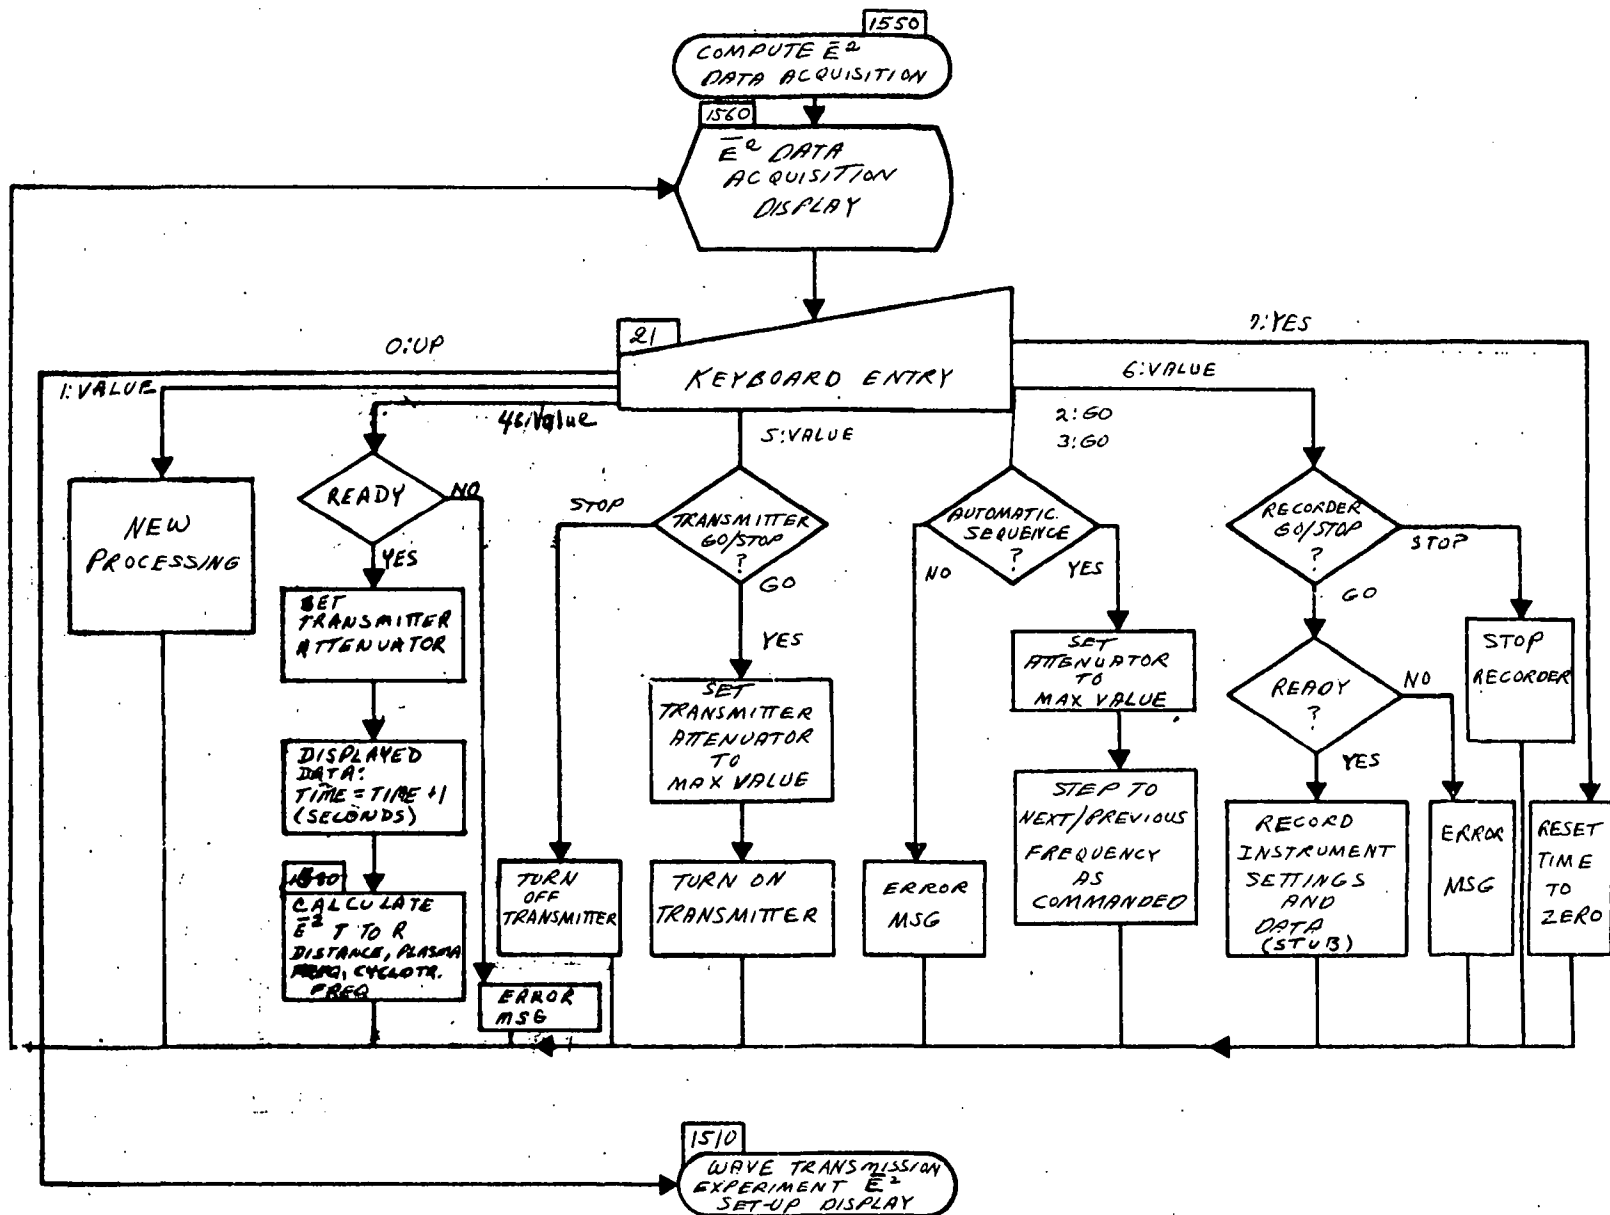 1550
COMPUTE Ē²
DATA ACQUISITION
1560
Ē² DATA
ACQUISITION
DISPLAY
21
KEYBOARD ENTRY
0:UP
1:VALUE
5:VALUE
2:GO
3:GO
6:VALUE
7:YES
NEW
PROCESSING
READY
NO
YES
SET
TRANSMITTER
ATTENUATOR
DISPLAYED
DATA:
TIME = TIME +1
(SECONDS)
CALCULATE
Ē² T TO R
DISTANCE, PLASMA
FREQ, CYCLOTR.
FREQ
ERROR
MSG
STOP
TRANSMITTER
GO/STOP
?
GO
YES
TURN
OFF
TRANSMITTER
SET
TRANSMITTER
ATTENUATOR
TO
MAX VALUE
TURN ON
TRANSMITTER
AUTOMATIC
SEQUENCE
?
NO
YES
ERROR
MSG
SET
ATTENUATOR
TO
MAX VALUE
STEP TO
NEXT/PREVIOUS
FREQUENCY
AS
COMMANDED
RECORDER
GO/STOP
?
STOP
GO
READY
?
NO
YES
RECORD
INSTRUMENT
SETTINGS
AND
DATA
(STUB)
ERROR
MSG
STOP
RECORDER
RESET
TIME
TO
ZERO
1510
WAVE TRANSMISSION
EXPERIMENT Ē²
SET-UP DISPLAY